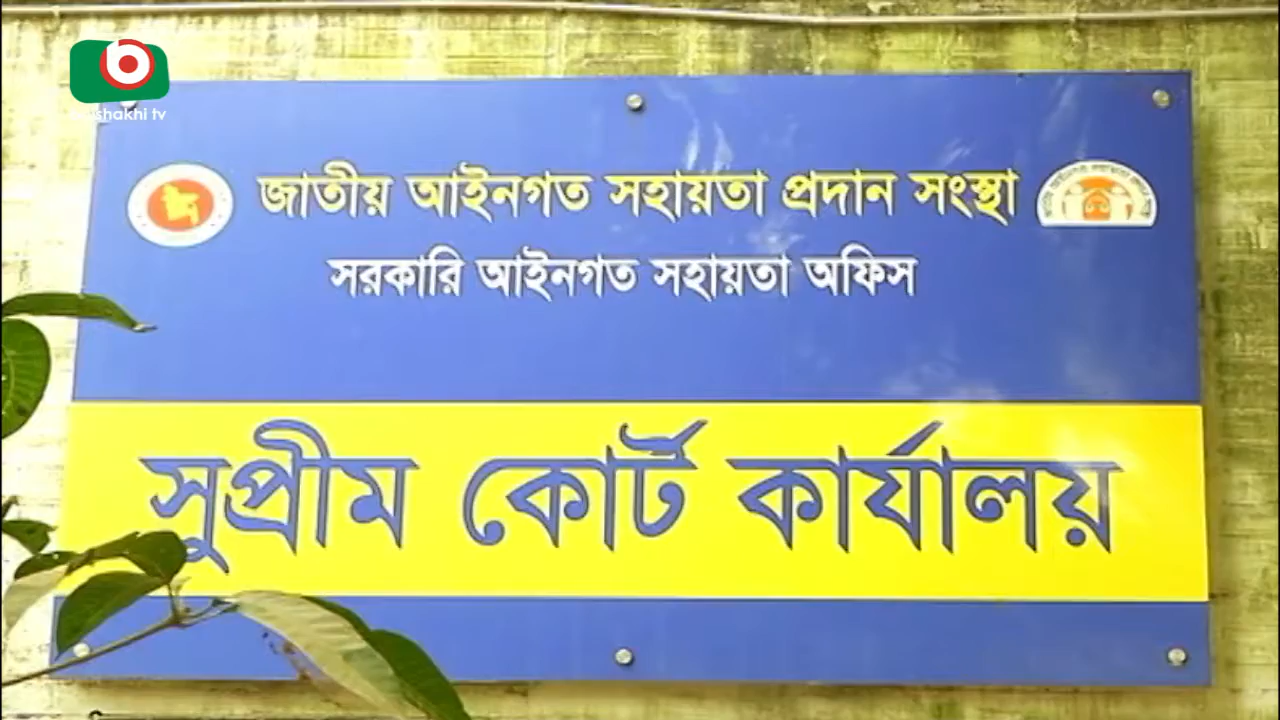 জাতীয় আইনগত সহায়তা প্রদান সংস্থা
সরকারি আইনগত সহায়তা অফিস
সুপ্রীম কোর্ট কার্যালয়